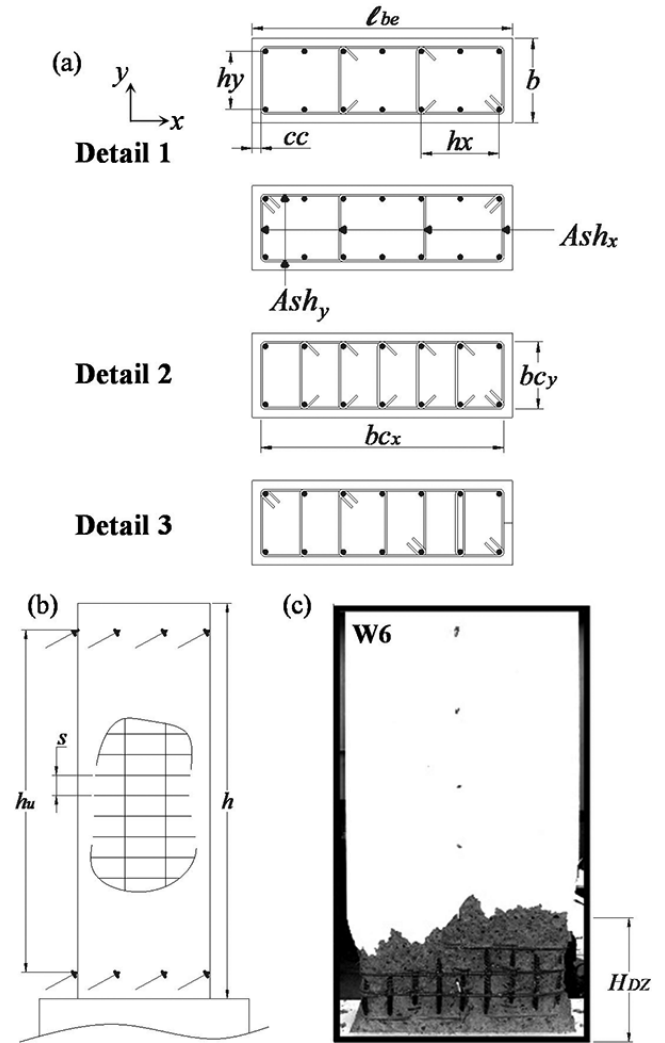 (a)
ℓbe
y
x
hy
b
cc
hx
Detail 1
Ashx
Ashy
Detail 2
bcy
bcx
Detail 3
(b)
(c)
W6
s
hu
h
HDZ